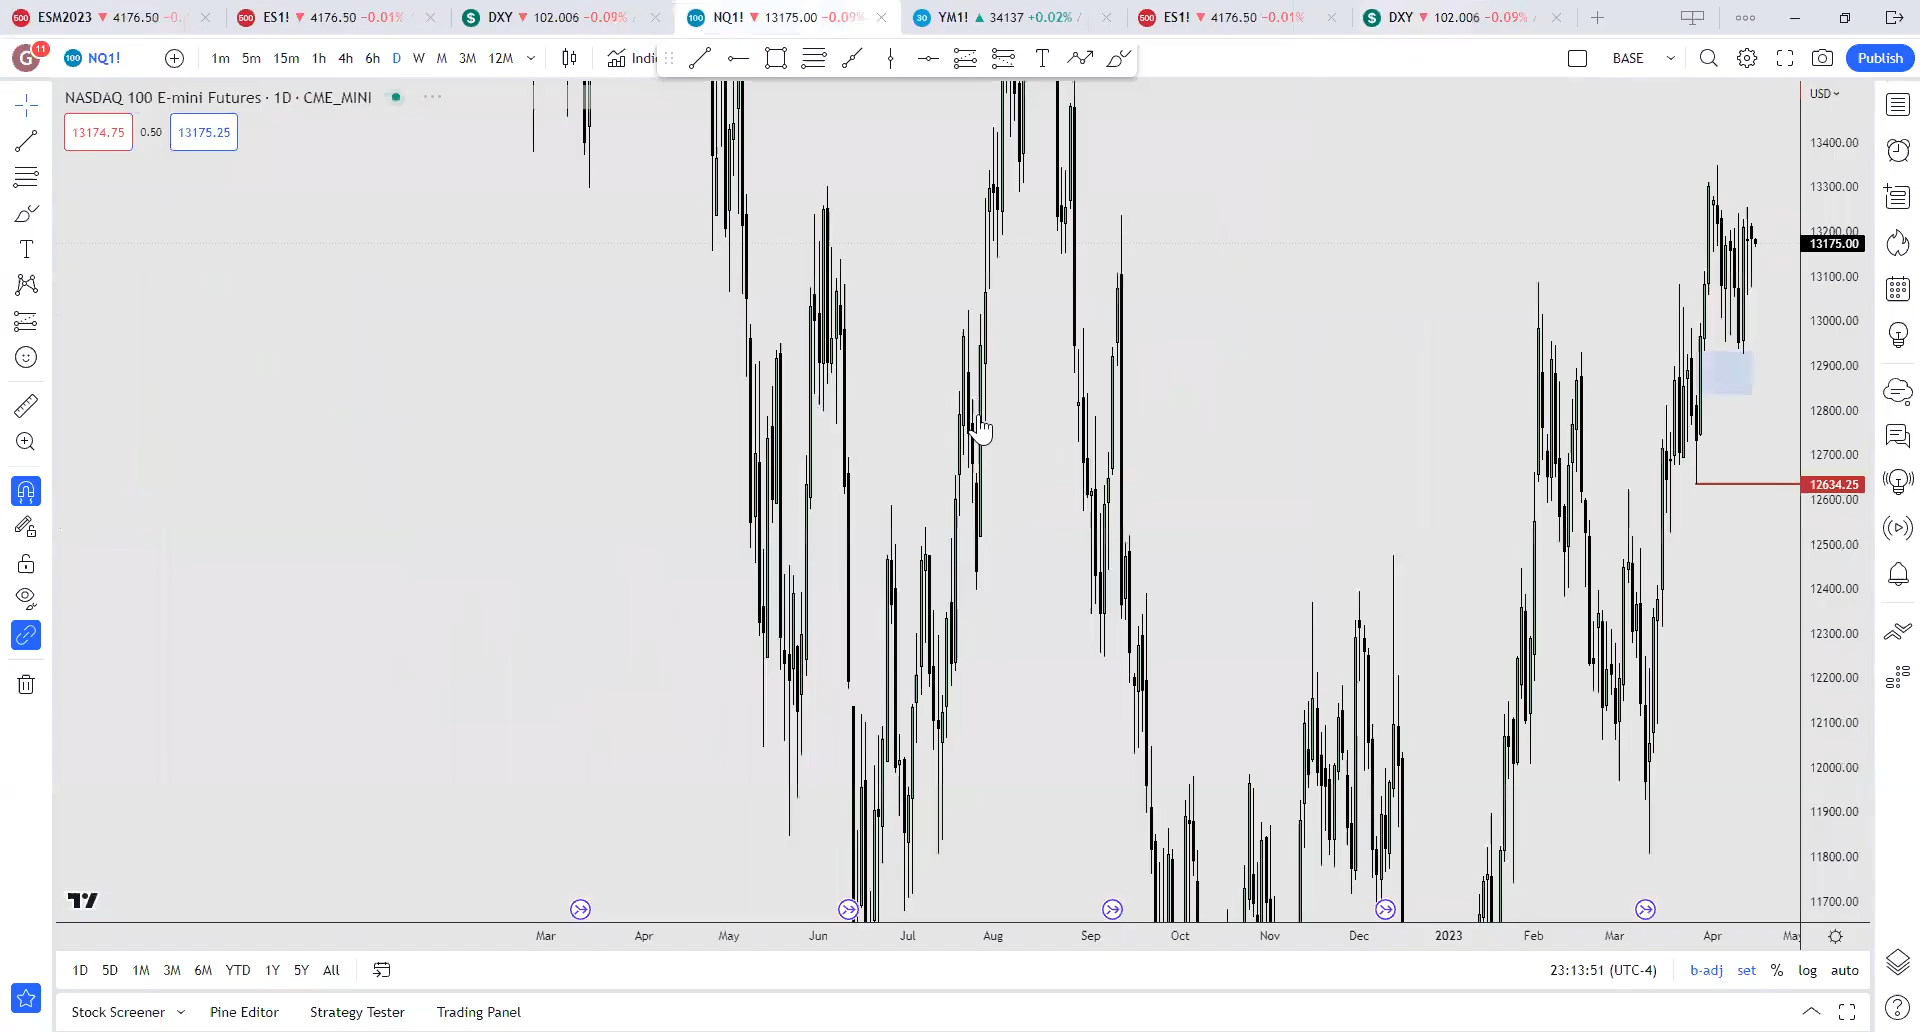 ESM2023 ▼ 4176.50 −0.
ES1! ▼ 4176.50 −0.01%
DXY ▼ 102.006 −0.09% /
NQ1! ▼ 13175.00 −0.09%
YM1! ▲ 34137 +0.02% /
ES1! ▼ 4176.50 −0.01%
DXY ▼ 102.006 −0.09% /
G 11
100 NQ1!
1m 5m 15m 1h 4h 6h D W M 3M 12M
Indi
T
BASE
Publish
NASDAQ 100 E-mini Futures · 1D · CME_MINI
USD
13174.75 0.50 13175.25
13400.00
13300.00
13200.00
13175.00
13100.00
13000.00
12900.00
12800.00
12700.00
12634.25
12600.00
12500.00
12400.00
12300.00
12200.00
12100.00
12000.00
11900.00
11800.00
11700.00
Mar Apr May Jun Jul Aug Sep Oct Nov Dec 2023 Feb Mar Apr Ma
1D 5D 1M 3M 6M YTD 1Y 5Y All
23:13:51 (UTC-4) b-adj set % log auto
Stock Screener Pine Editor Strategy Tester Trading Panel